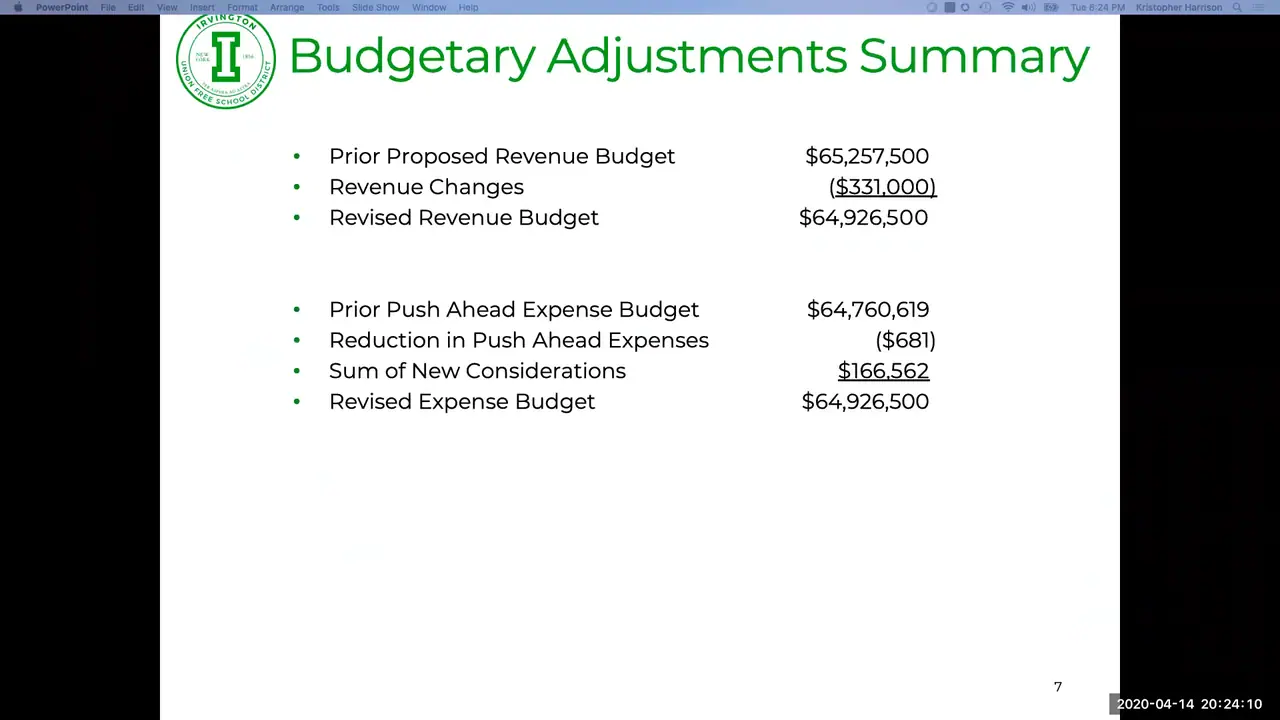 PowerPoint File Edit View Insert Format Arrange Tools Slide Show Window Help Tue 8:24 PM Kristopher Harrison
IRVINGTON
NEW YORK 1956
UNION FREE SCHOOL DISTRICT
Budgetary Adjustments Summary
• Prior Proposed Revenue Budget $65,257,500
• Revenue Changes ($331,000)
• Revised Revenue Budget $64,926,500
• Prior Push Ahead Expense Budget $64,760,619
• Reduction in Push Ahead Expenses ($681)
• Sum of New Considerations $166,562
• Revised Expense Budget $64,926,500
7
2020-04-14 20:24:10